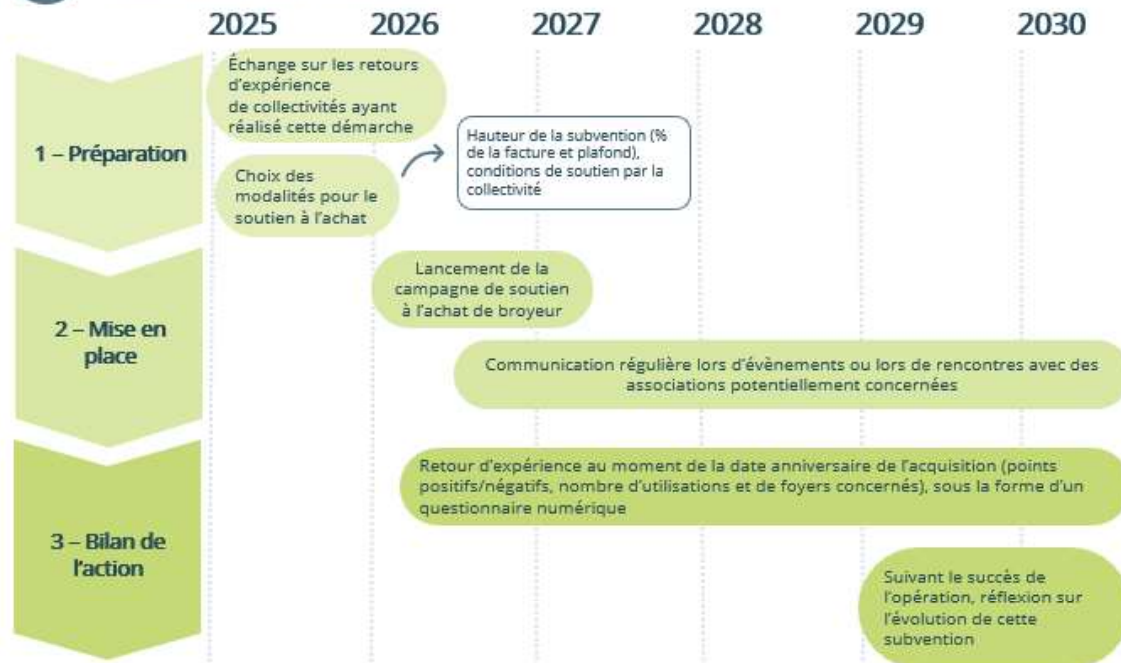 2025 2026 2027 2028 2029 2030
1 – Préparation
Échange sur les retours
d'expérience
de collectivités ayant
réalisé cette démarche
Choix des
modalités pour le
soutien à l'achat
Hauteur de la subvention (%
de la facture et plafond),
conditions de soutien par la
collectivité
2 – Mise en
place
Lancement de la
campagne de soutien
à l'achat de broyeur
Communication régulière lors d'évènements ou lors de rencontres avec des
associations potentiellement concernées
3 – Bilan de
l'action
Retour d'expérience au moment de la date anniversaire de l'acquisition (points
positifs/négatifs, nombre d'utilisations et de foyers concernés), sous la forme d'un
questionnaire numérique
Suivant le succès de
l'opération, réflexion sur
l'évolution de cette
subvention